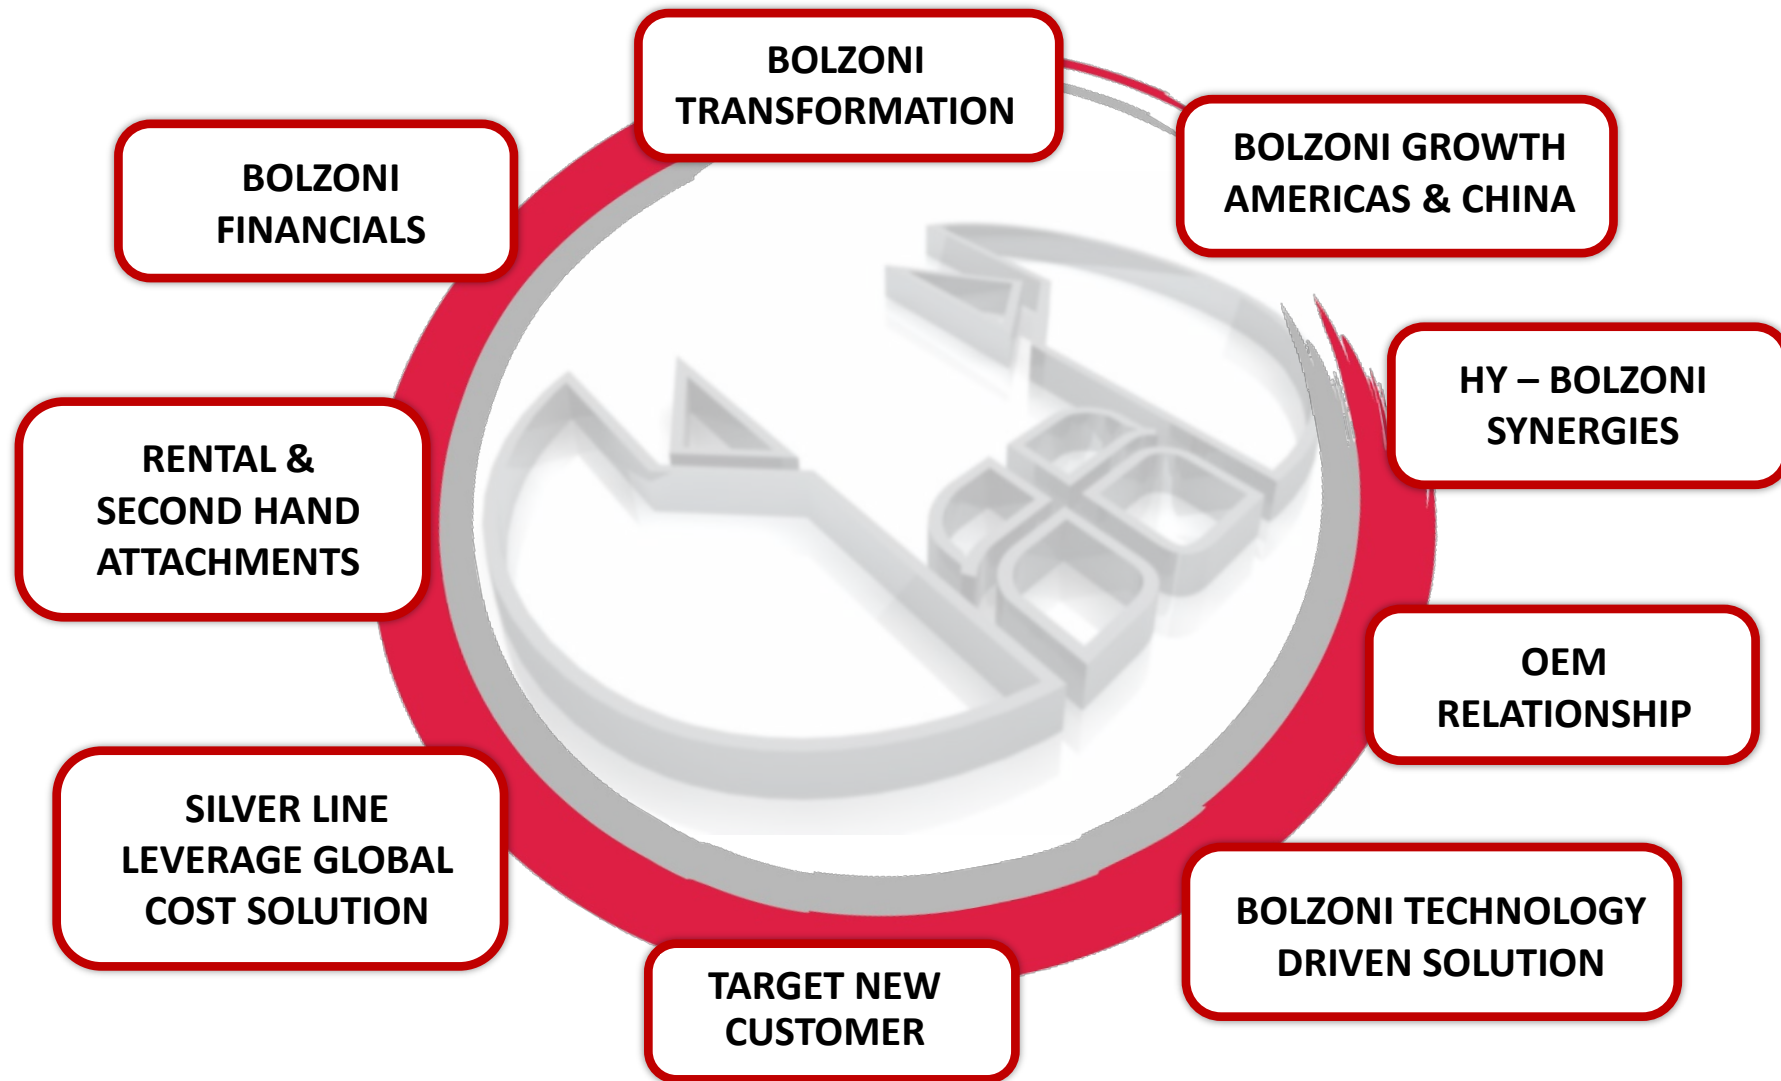 BOLZONI
TRANSFORMATION
BOLZONI GROWTH
AMERICAS & CHINA
HY – BOLZONI
SYNERGIES
OEM
RELATIONSHIP
BOLZONI TECHNOLOGY
DRIVEN SOLUTION
TARGET NEW
CUSTOMER
SILVER LINE
LEVERAGE GLOBAL
COST SOLUTION
RENTAL &
SECOND HAND
ATTACHMENTS
BOLZONI
FINANCIALS